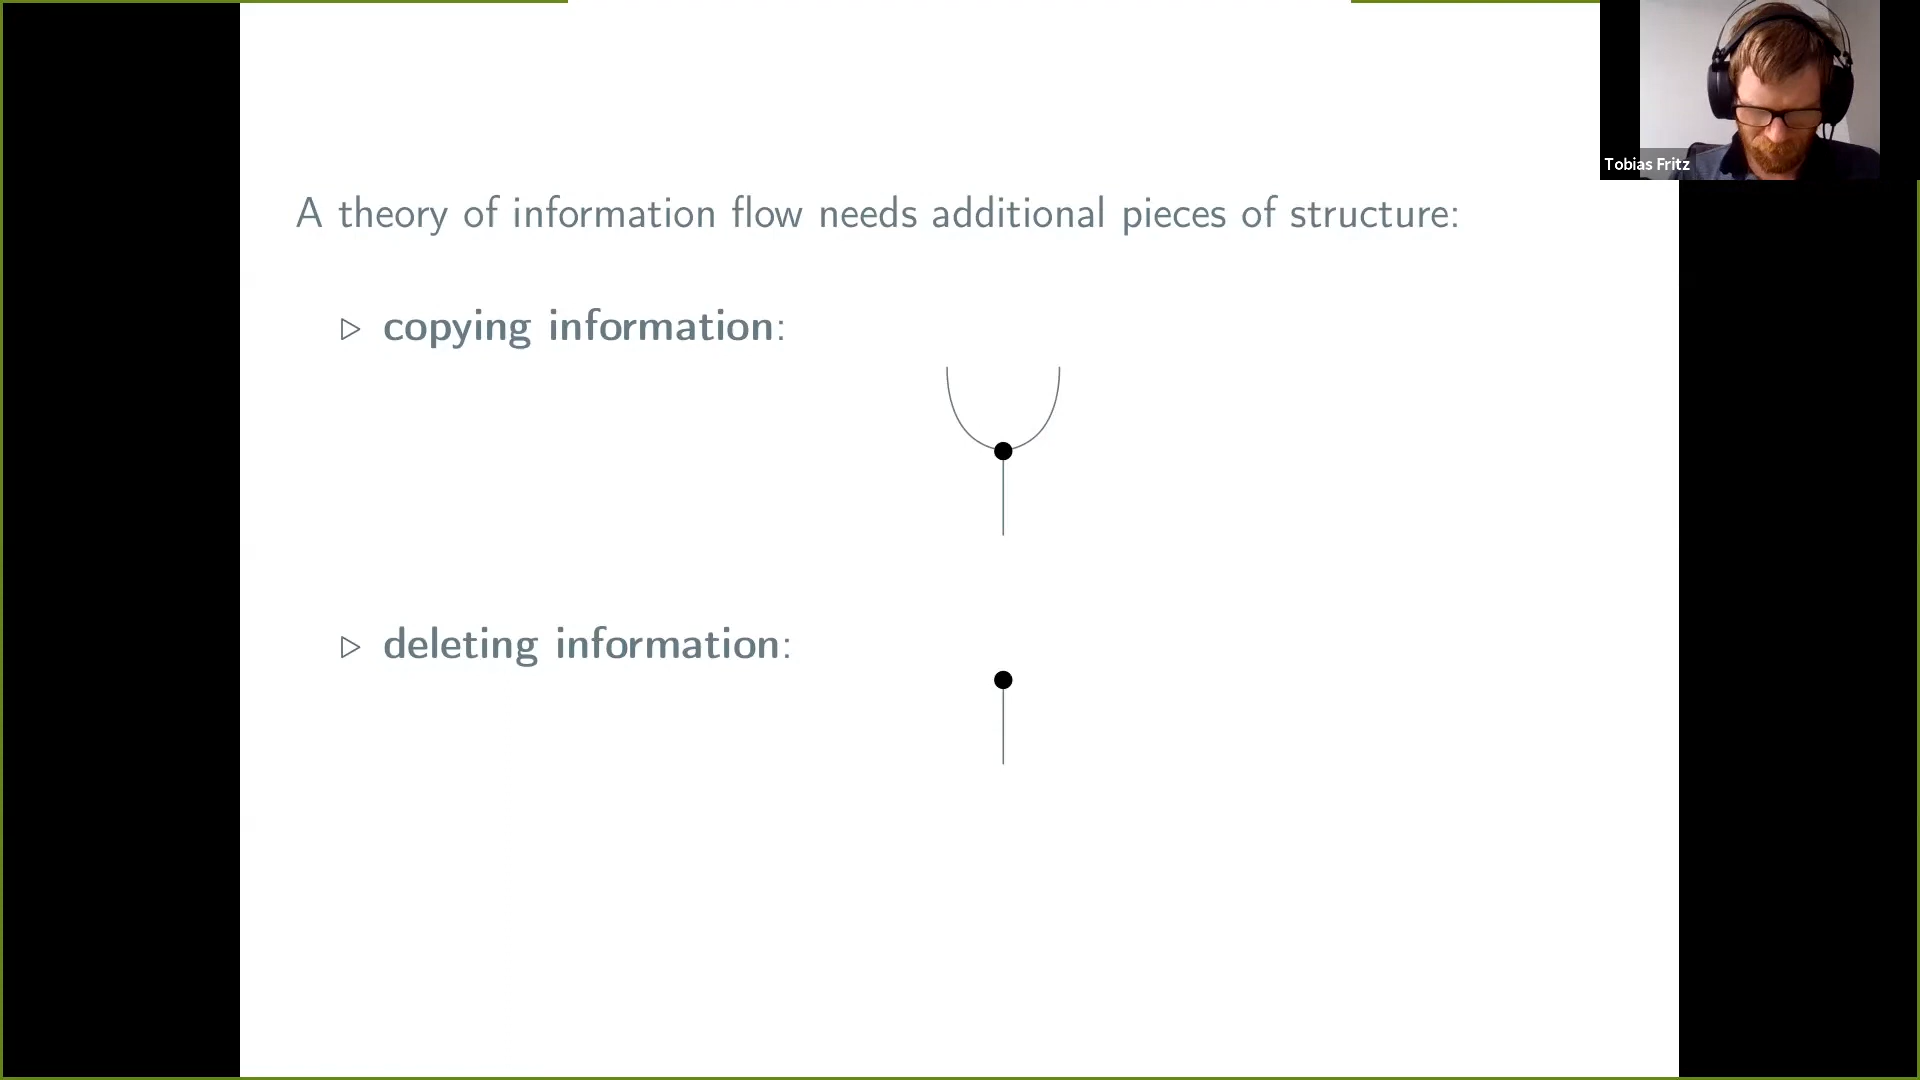 Tobias Fritz
A theory of information flow needs additional pieces of structure:
▷ copying information:
▷ deleting information: